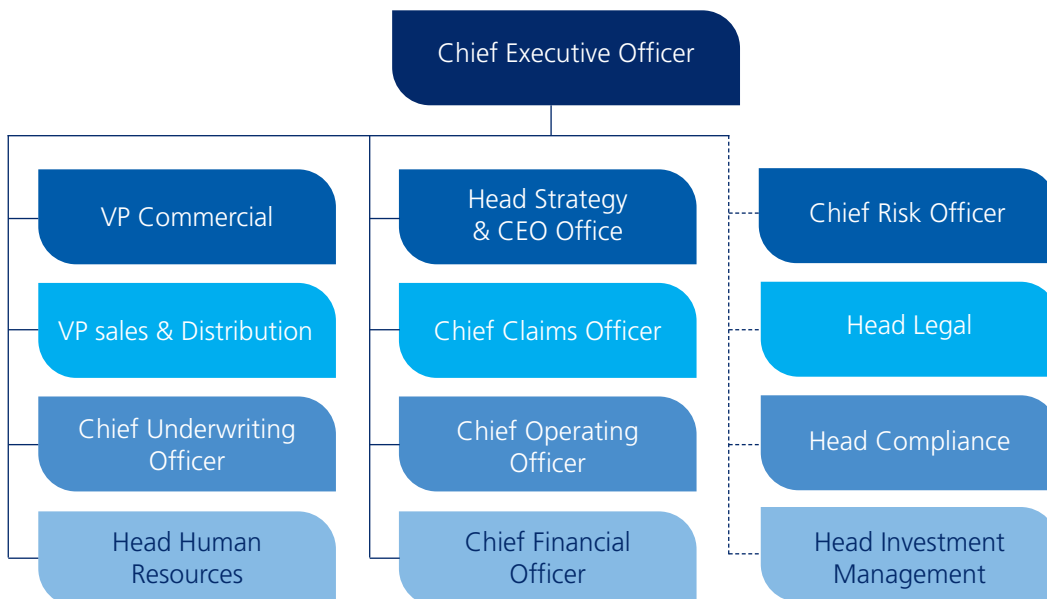 Chief Executive Officer
VP Commercial
Head Strategy
& CEO Office
Chief Risk Officer
VP sales & Distribution
Chief Claims Officer
Head Legal
Chief Underwriting
Officer
Chief Operating
Officer
Head Compliance
Head Human
Resources
Chief Financial
Officer
Head Investment
Management